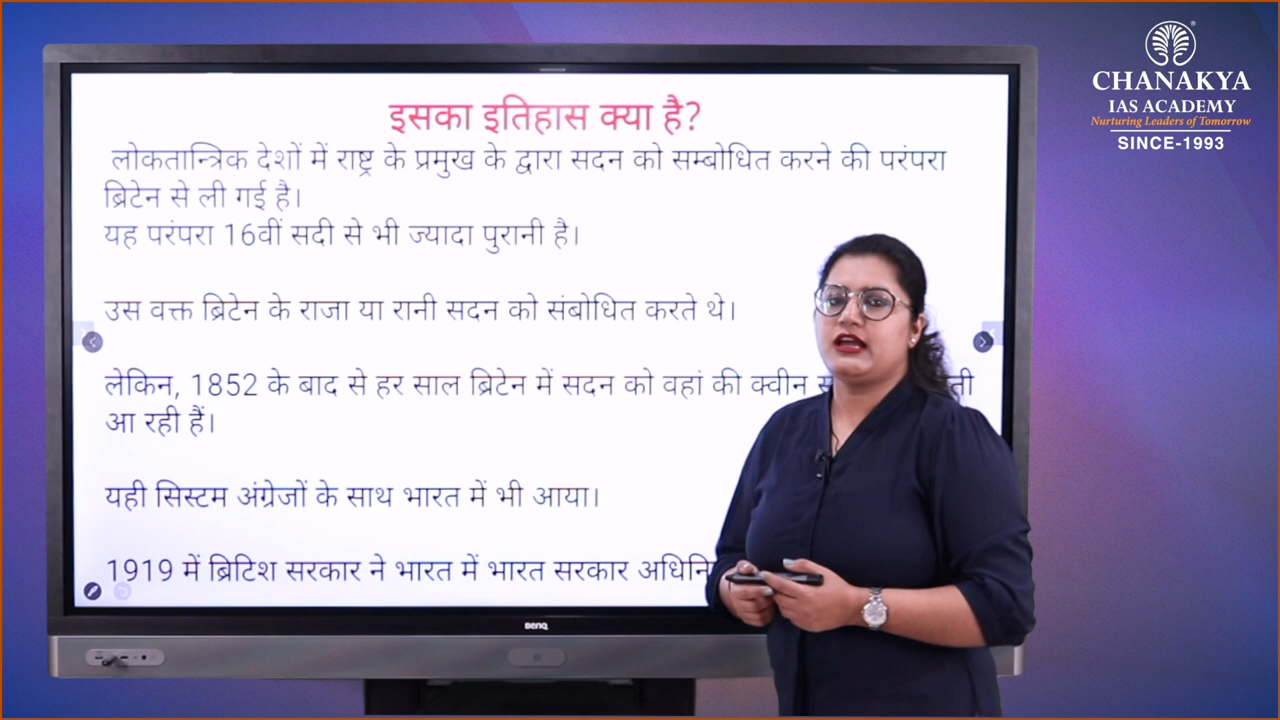 इसका इतिहास क्या है?
लोकतान्त्रिक देशों में राष्ट्र के प्रमुख के द्वारा सदन को सम्बोधित करने की परंपरा
ब्रिटेन से ली गई है।
यह परंपरा 16वीं सदी से भी ज्यादा पुरानी है।
उस वक्त ब्रिटेन के राजा या रानी सदन को संबोधित करते थे।
लेकिन, 1852 के बाद से हर साल ब्रिटेन में सदन को वहां की क्वीन
आ रही हैं।
यही सिस्टम अंग्रेजों के साथ भारत में भी आया।
1919 में ब्रिटिश सरकार ने भारत में भारत सरकार
BenQ
CHANAKYA
IAS ACADEMY
Nurturing Leaders of Tomorrow
SINCE-1993